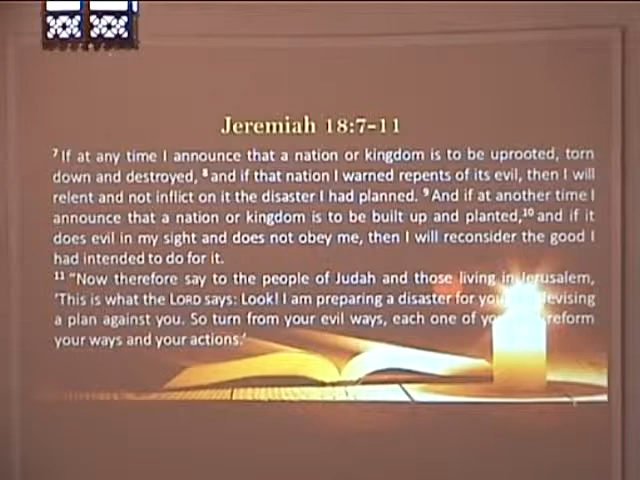 Jeremiah 18:7-11
⁷ If at any time I announce that a nation or kingdom is to be uprooted, torn
down and destroyed, ⁸ and if that nation I warned repents of its evil, then I will
relent and not inflict on it the disaster I had planned. ⁹ And if at another time I
announce that a nation or kingdom is to be built up and planted,¹⁰ and if it
does evil in my sight and does not obey me, then I will reconsider the good I
had intended to do for it.
¹¹ "Now therefore say to the people of Judah and those living in Jerusalem,
'This is what the LORD says: Look! I am preparing a disaster for you devising
a plan against you. So turn from your evil ways, each one of reform
your ways and your actions.'